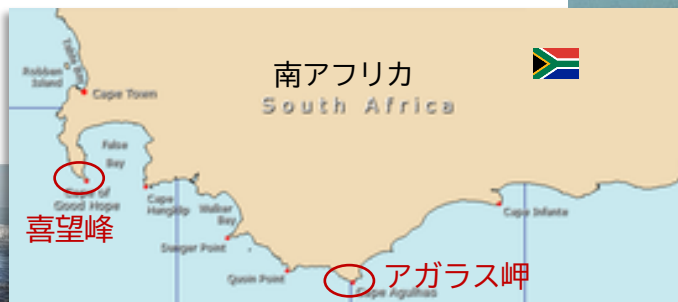 南アフリカ
South Africa
Table Bay
Robben
Island
Cape Town
False
Bay
Cape of
Good Hope
喜望峰
Cape
Hangklip
Walker
Bay
Danger Point
Quoin Point
アガラス岬
Cape Agulhas
Cape Infanta